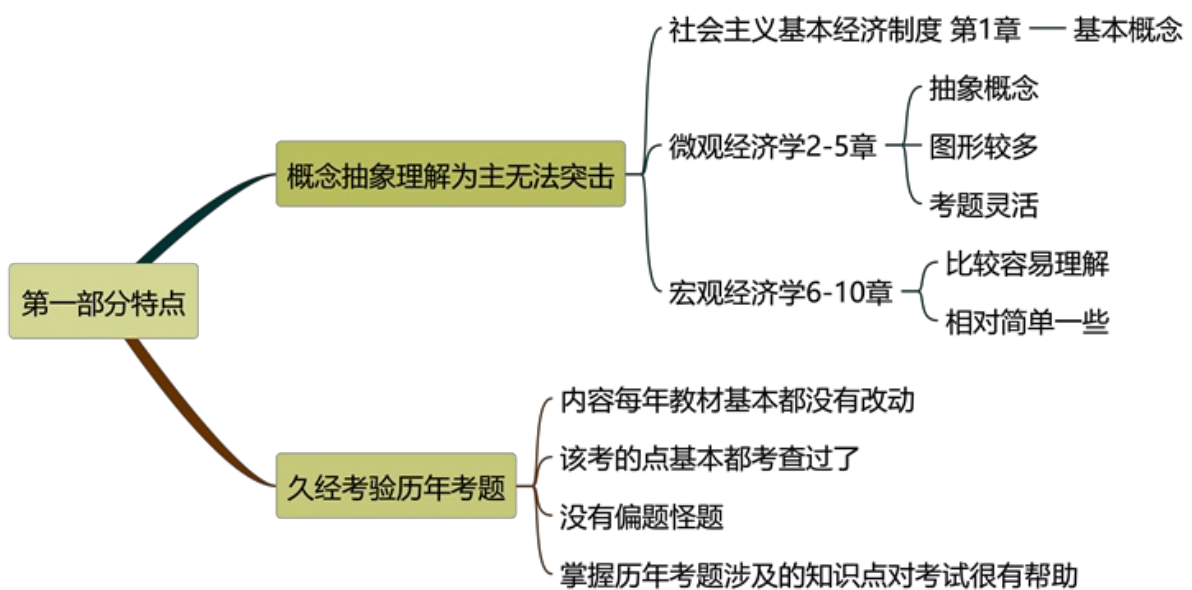 第一部分特点
概念抽象理解为主无法突击
社会主义基本经济制度 第1章
基本概念
微观经济学2-5章
抽象概念
图形较多
考题灵活
宏观经济学6-10章
比较容易理解
相对简单一些
久经考验历年考题
内容每年教材基本都没有改动
该考的点基本都考查过了
没有偏题怪题
掌握历年考题涉及的知识点对考试很有帮助